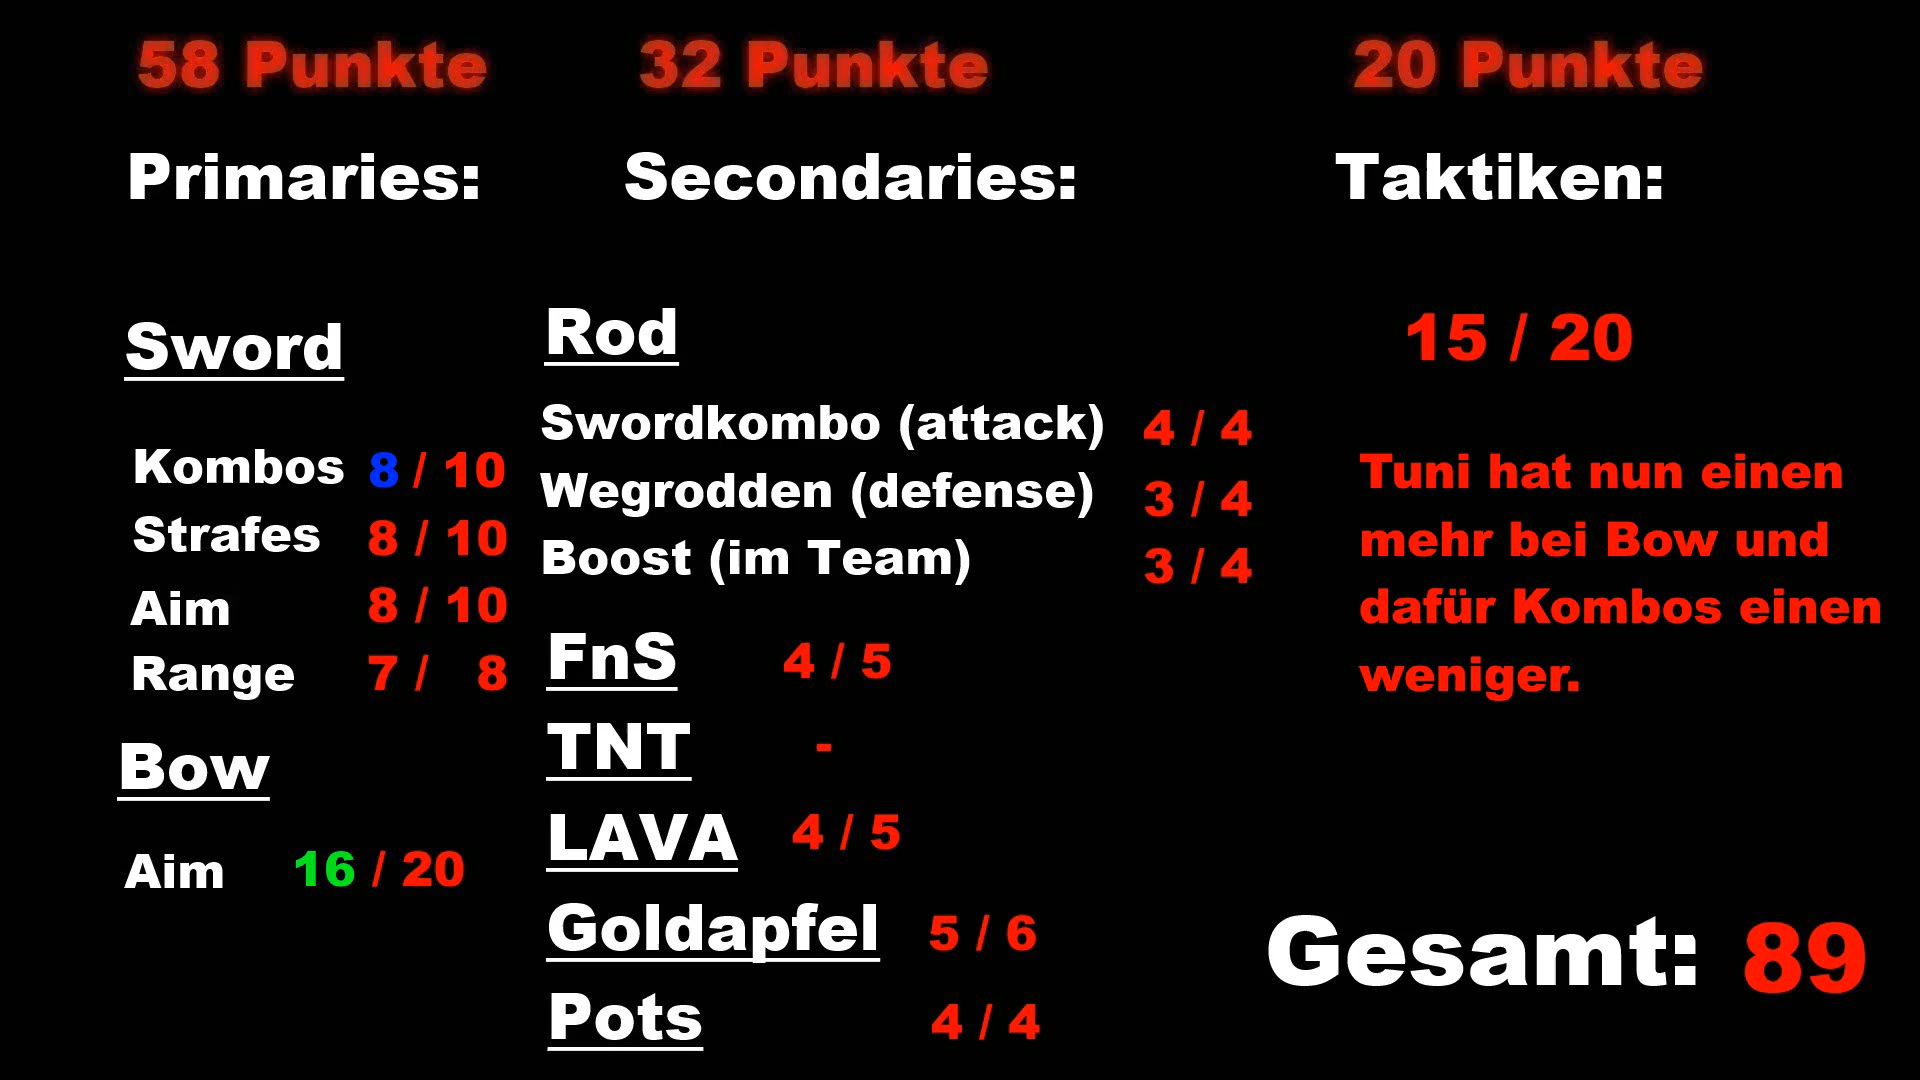 58 Punkte
32 Punkte
20 Punkte
Primaries:
Secondaries:
Taktiken:
Sword
Kombos 8 / 10
Strafes 8 / 10
Aim 8 / 10
Range 7 / 8
Bow
Aim 16 / 20
Rod
Swordkombo (attack) 4 / 4
Wegrodden (defense) 3 / 4
Boost (im Team) 3 / 4
FnS 4 / 5
TNT -
LAVA 4 / 5
Goldapfel 5 / 6
Pots 4 / 4
15 / 20
Tuni hat nun einen
mehr bei Bow und
dafür Kombos einen
weniger.
Gesamt: 89